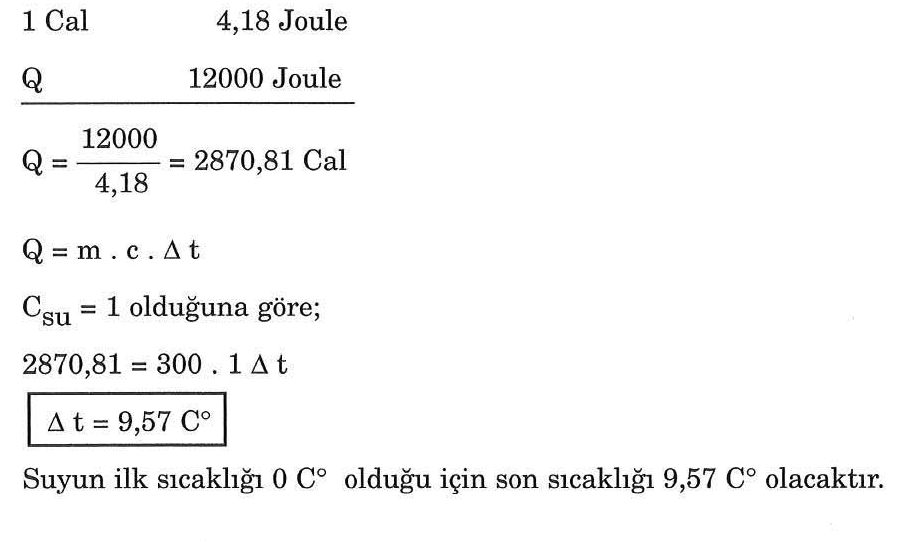 1 Cal 4,18 Joule
Q 12000 Joule
Q = 12000 / 4,18 = 2870,81 Cal
Q = m . c . Δ t
Csu = 1 olduğuna göre;
2870,81 = 300 . 1 Δ t
Δ t = 9,57 C°
Suyun ilk sıcaklığı 0 C° olduğu için son sıcaklığı 9,57 C° olacaktır.